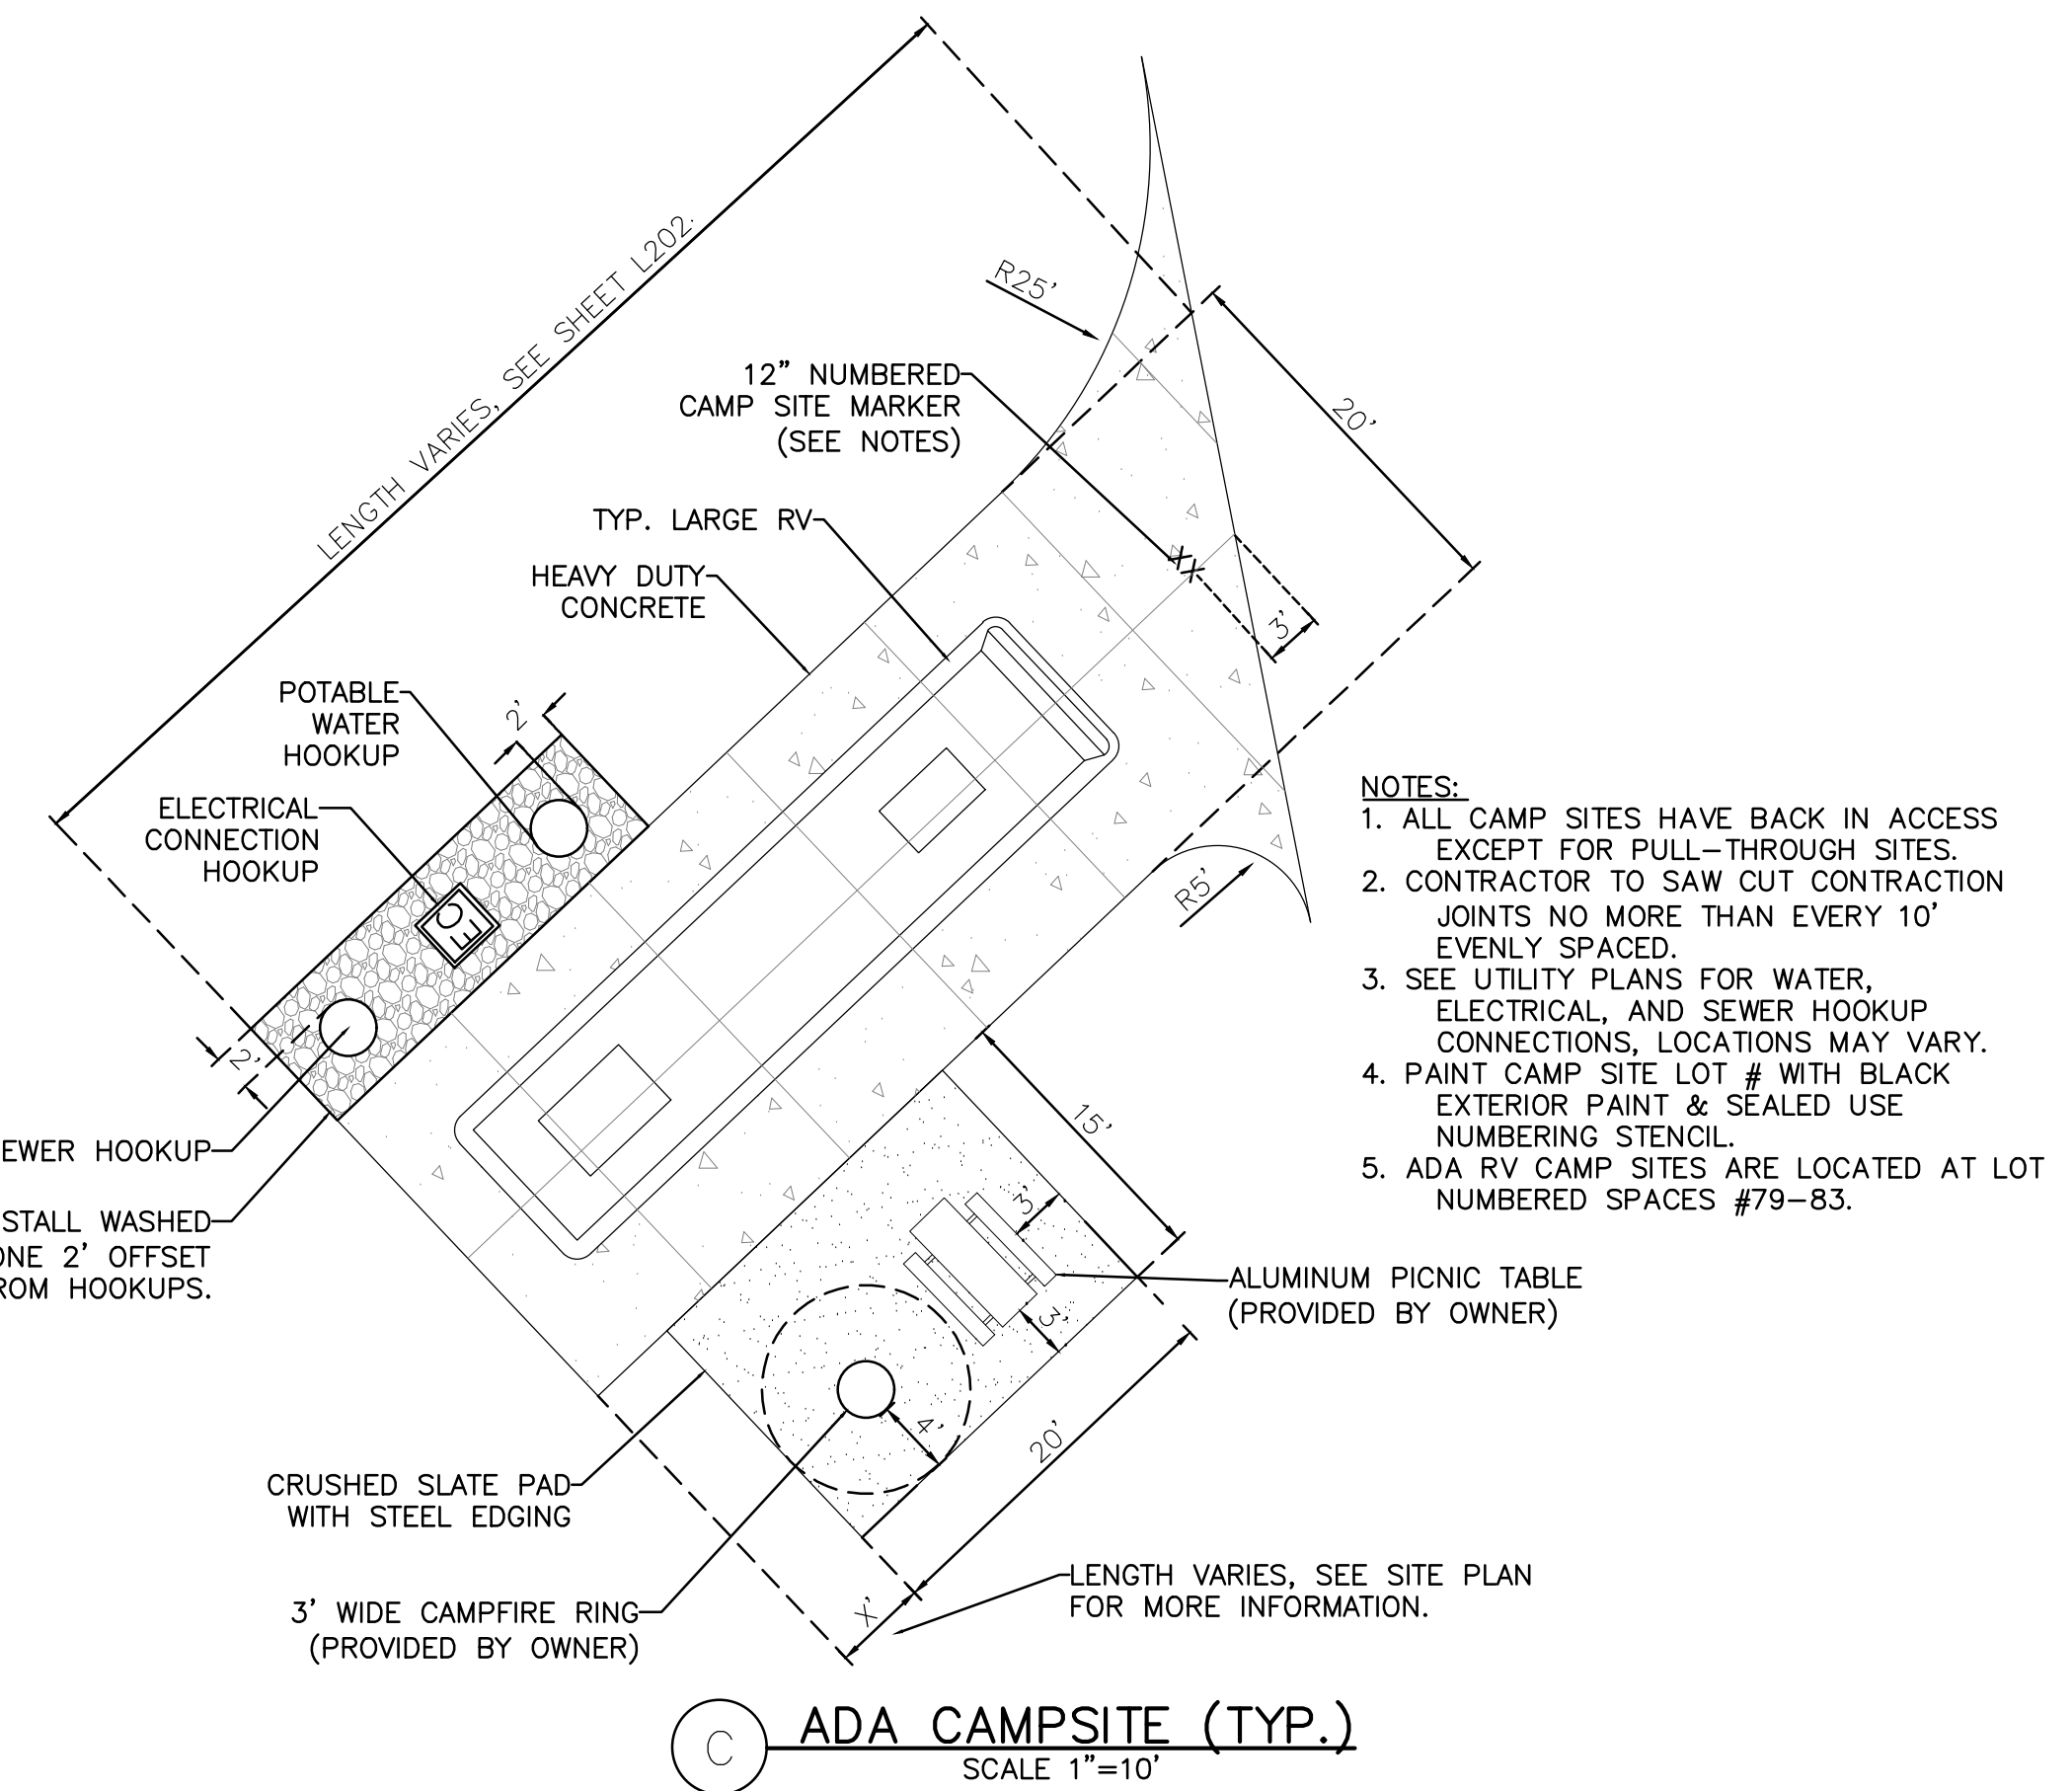 LENGTH VARIES, SEE SHEET L202.
R25'
12" NUMBERED
CAMP SITE MARKER
(SEE NOTES)
20'
TYP. LARGE RV
HEAVY DUTY
CONCRETE
XX
3'
POTABLE
WATER
HOOKUP
2'
ELECTRICAL
CONNECTION
HOOKUP
EC
R5'
2'
EWER HOOKUP
STALL WASHED
ONE 2' OFFSET
ROM HOOKUPS.
NOTES:
1. ALL CAMP SITES HAVE BACK IN ACCESS
EXCEPT FOR PULL-THROUGH SITES.
2. CONTRACTOR TO SAW CUT CONTRACTION
JOINTS NO MORE THAN EVERY 10'
EVENLY SPACED.
3. SEE UTILITY PLANS FOR WATER,
ELECTRICAL, AND SEWER HOOKUP
CONNECTIONS, LOCATIONS MAY VARY.
4. PAINT CAMP SITE LOT # WITH BLACK
EXTERIOR PAINT & SEALED USE
NUMBERING STENCIL.
5. ADA RV CAMP SITES ARE LOCATED AT LOT
NUMBERED SPACES #79-83.
15'
3'
3'
ALUMINUM PICNIC TABLE
(PROVIDED BY OWNER)
4'
20'
CRUSHED SLATE PAD
WITH STEEL EDGING
3' WIDE CAMPFIRE RING
(PROVIDED BY OWNER)
X'
LENGTH VARIES, SEE SITE PLAN
FOR MORE INFORMATION.
C
ADA CAMPSITE (TYP.)
SCALE 1"=10'